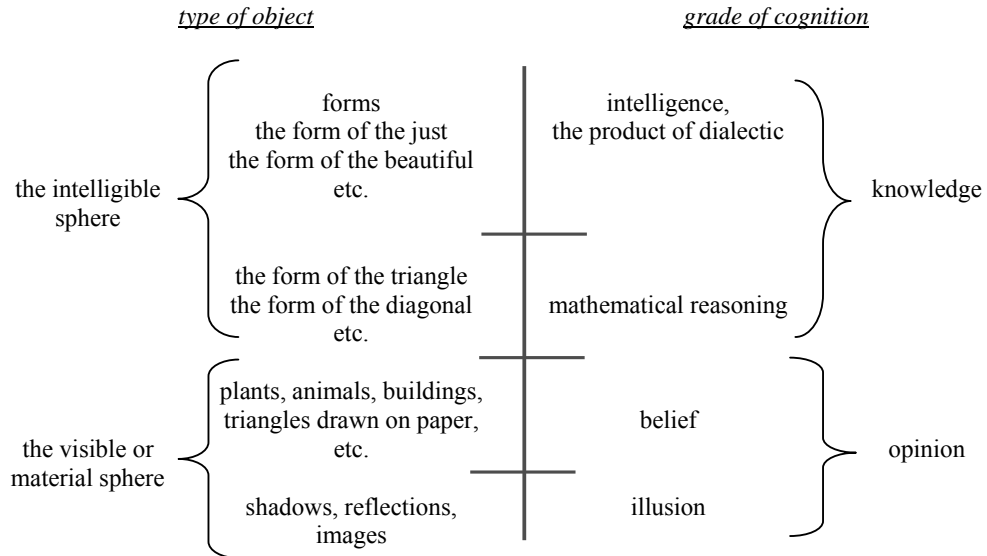 type of object
grade of cognition
forms
the form of the just
the form of the beautiful
etc.
intelligence,
the product of dialectic
the intelligible
sphere
knowledge
the form of the triangle
the form of the diagonal
etc.
mathematical reasoning
plants, animals, buildings,
triangles drawn on paper,
etc.
belief
the visible or
material sphere
opinion
shadows, reflections,
images
illusion